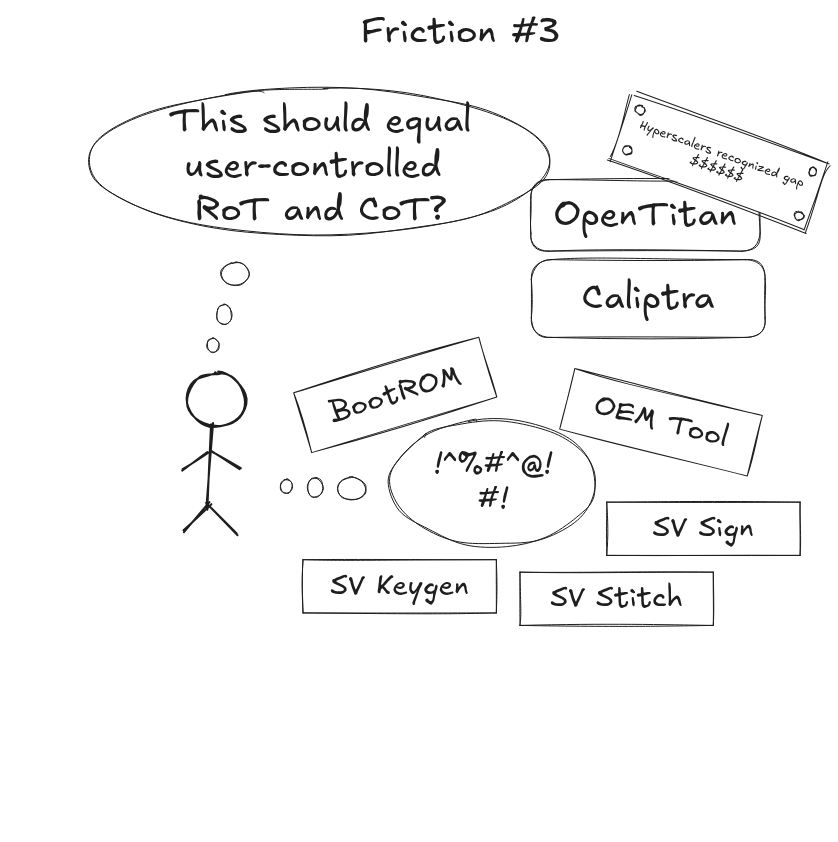 Friction #3
This should equal
user-controlled
RoT and CoT?
Hyperscalers recognized gap
$$$$$$
OpenTitan
Caliptra
BootROM
OEM Tool
!^%#^@!
#!
SV Sign
SV Keygen
SV Stitch